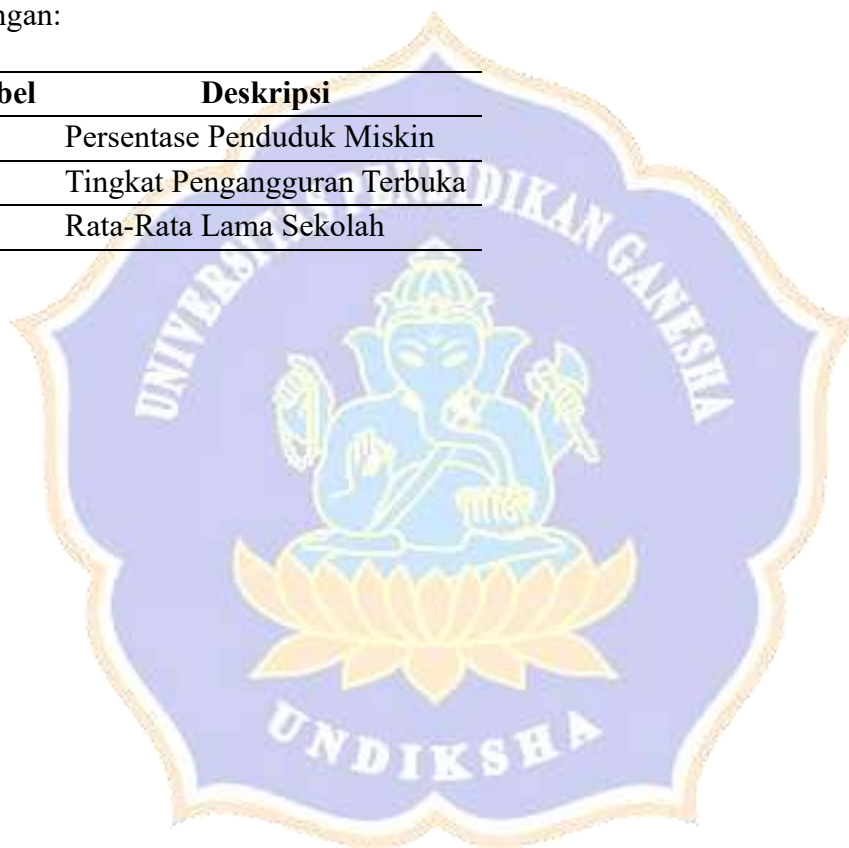 ngan:
bel Deskripsi
Persentase Penduduk Miskin
Tingkat Pengangguran Terbuka
Rata-Rata Lama Sekolah
UNIVERSITAS PENDIDIKAN GANESHA
UNDIKSHA